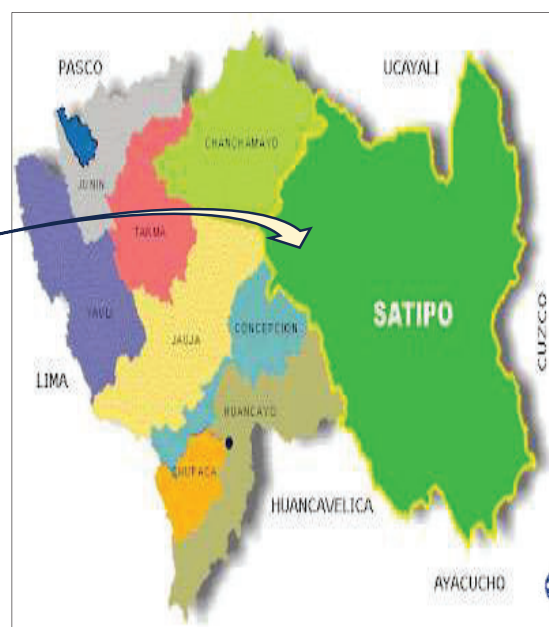 PASCO
UCAYALI
CHANCHAMAYO
JUNIN
TARMA
SATIPO
CUZCO
YAULI
JAUJA
CONCEPCION
LIMA
HUANCAYO
CHUPACA
HUANCAVELICA
AYACUCHO